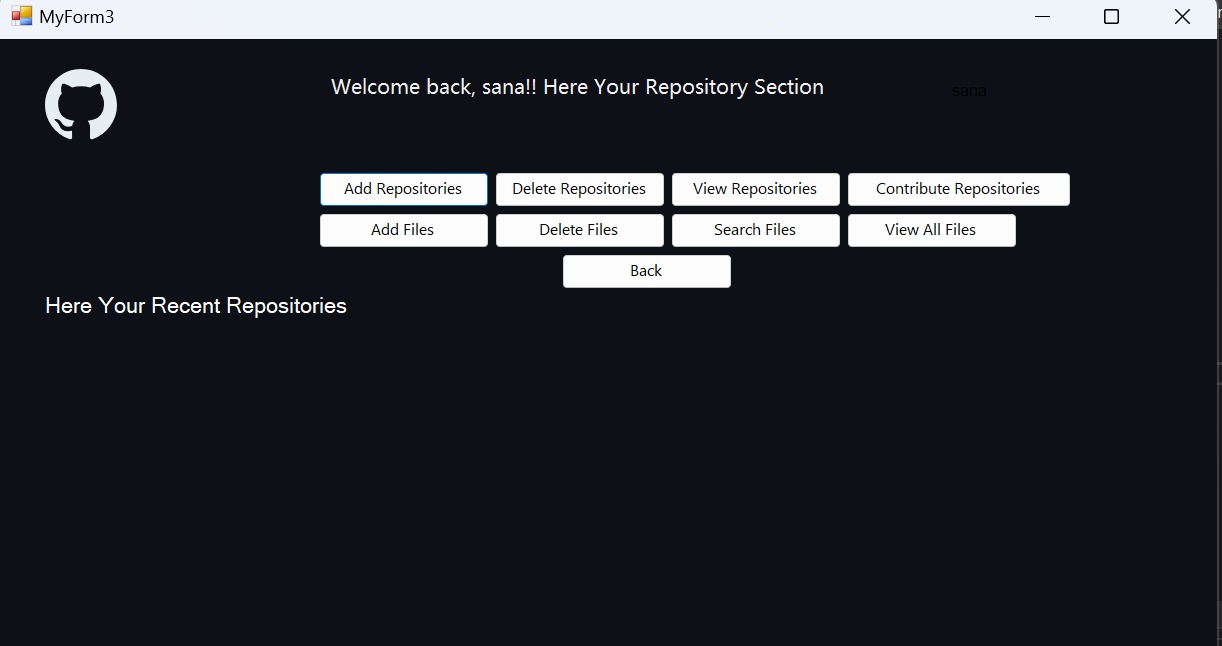 MyForm3
Welcome back, sana!! Here Your Repository Section
sana
Add Repositories
Delete Repositories
View Repositories
Contribute Repositories
Add Files
Delete Files
Search Files
View All Files
Back
Here Your Recent Repositories